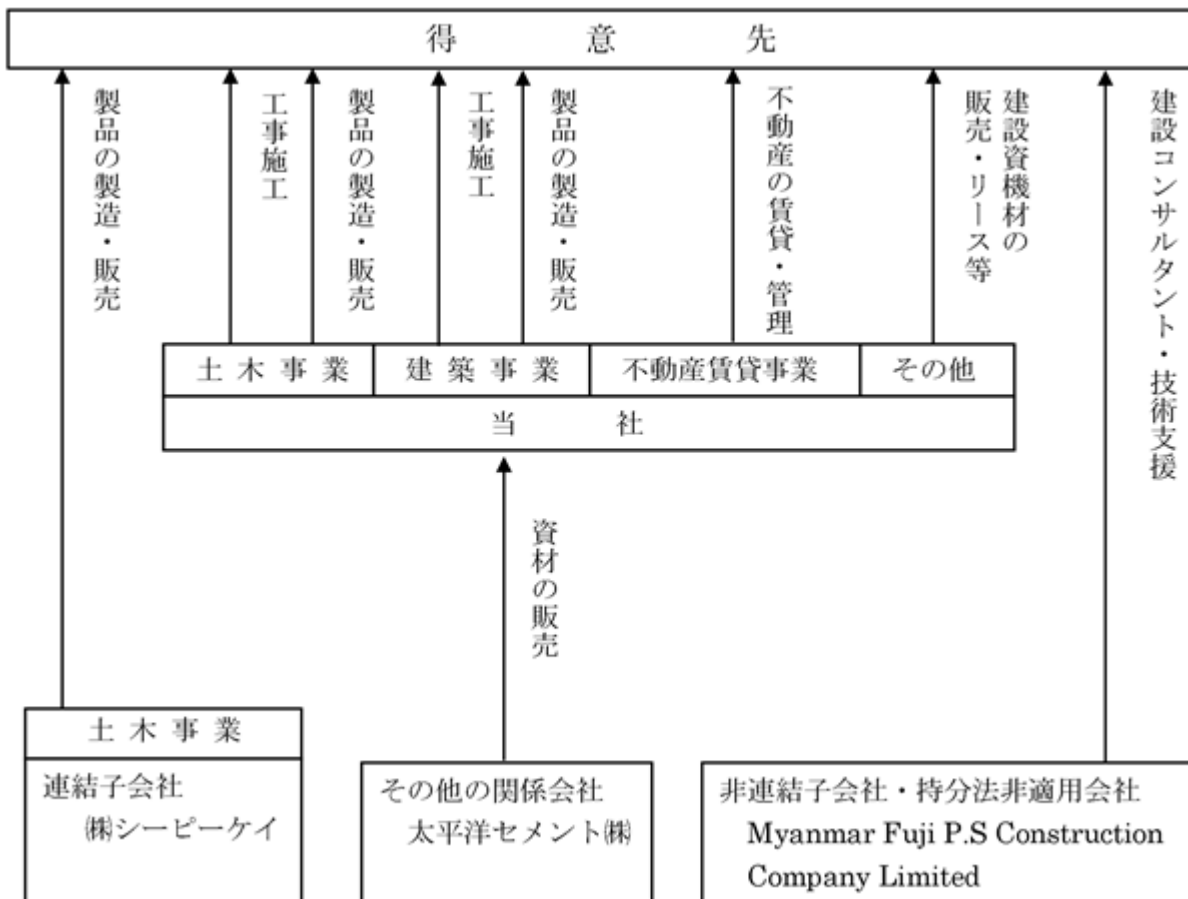 得意先
製品の製造・販売
工事施工
製品の製造・販売
工事施工
製品の製造・販売
不動産の賃貸・管理
建設資機材の
販売・リース等
建設コンサルタント・技術支援
土木事業
建築事業
不動産賃貸事業
その他
当社
資材の販売
土木事業
連結子会社
㈱シーピーケイ
その他の関係会社
太平洋セメント㈱
非連結子会社・持分法非適用会社
Myanmar Fuji P.S Construction
Company Limited